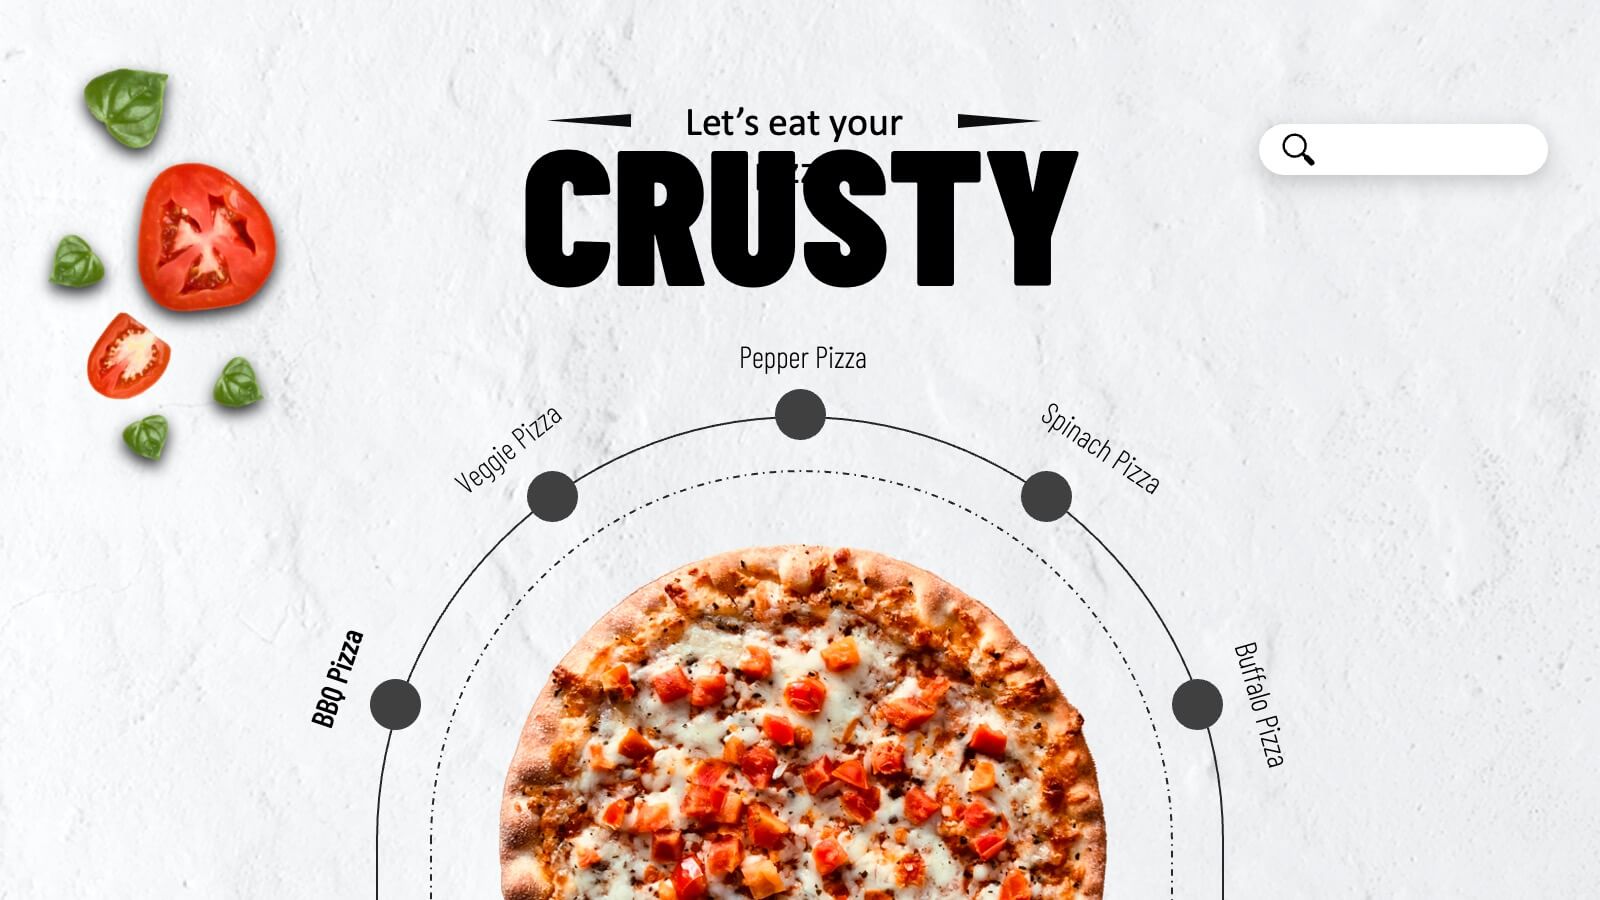 Let’s eat your
CRUSTY
Pepper Pizza
Veggie Pizza
Spinach Pizza
BBQ Pizza
Buffalo Pizza